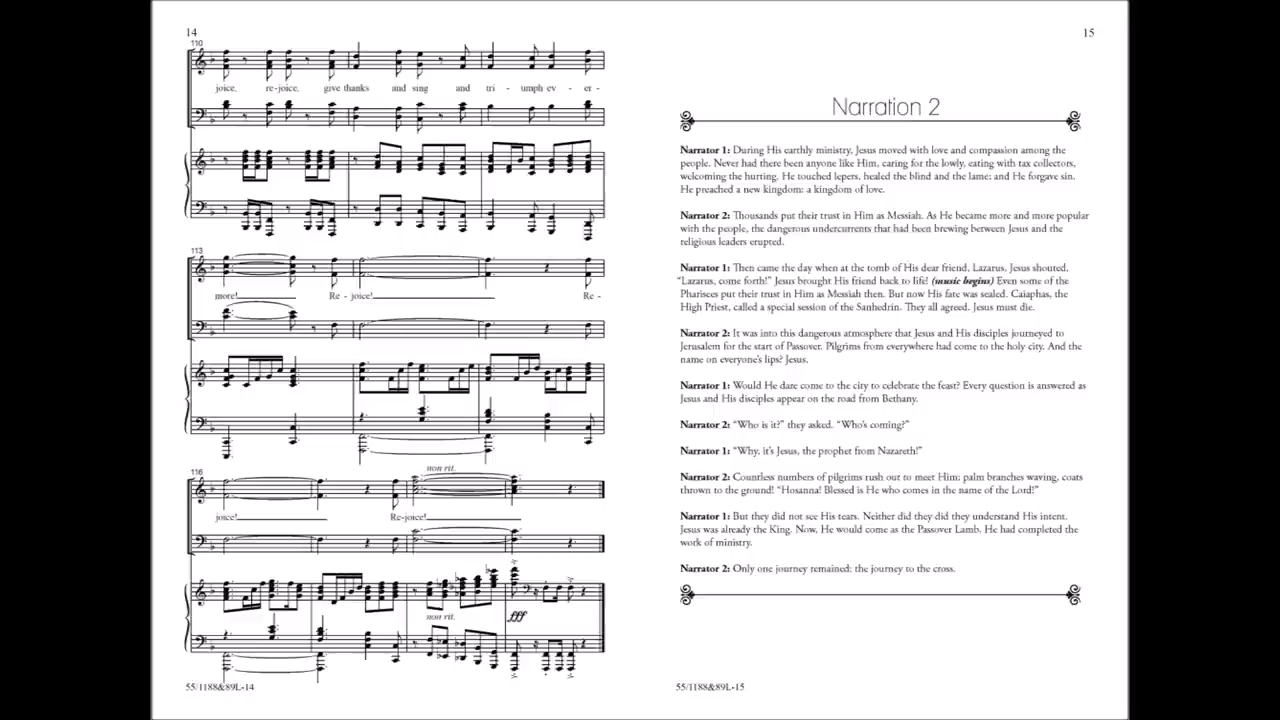 14
110
joice, re-joice, give thanks and sing and tri - umph ev - er -
113
more! Re - joice! Re -
116
non rit.
joice! Re-joice!
non rit.
fff
55/1188&89L-14
15
Narration 2
Narrator 1: During His earthly ministry, Jesus moved with love and compassion among the
people. Never had there been anyone like Him, caring for the lowly, eating with tax collectors,
welcoming the hurting. He touched lepers, healed the blind and the lame; and He forgave sin.
He preached a new kingdom: a kingdom of love.
Narrator 2: Thousands put their trust in Him as Messiah. As He became more and more popular
with the people, the dangerous undercurrents that had been brewing between Jesus and the
religious leaders erupted.
Narrator 1: Then came the day when at the tomb of His dear friend, Lazarus, Jesus shouted,
“Lazarus, come forth!” Jesus brought His friend back to life! (music begins) Even some of the
Pharisees put their trust in Him as Messiah then. But now His fate was sealed. Caiaphas, the
High Priest, called a special session of the Sanhedrin. They all agreed. Jesus must die.
Narrator 2: It was into this dangerous atmosphere that Jesus and His disciples journeyed to
Jerusalem for the start of Passover. Pilgrims from everywhere had come to the holy city. And the
name on everyone’s lips? Jesus.
Narrator 1: Would He dare come to the city to celebrate the feast? Every question is answered as
Jesus and His disciples appear on the road from Bethany.
Narrator 2: “Who is it?” they asked. “Who’s coming?”
Narrator 1: “Why, it’s Jesus, the prophet from Nazareth!”
Narrator 2: Countless numbers of pilgrims rush out to meet Him; palm branches waving, coats
thrown to the ground! “Hosanna! Blessed is He who comes in the name of the Lord!”
Narrator 1: But they did not see His tears. Neither did they did they understand His intent.
Jesus was already the King. Now, He would come as the Passover Lamb. He had completed the
work of ministry.
Narrator 2: Only one journey remained: the journey to the cross.
55/1188&89L-15